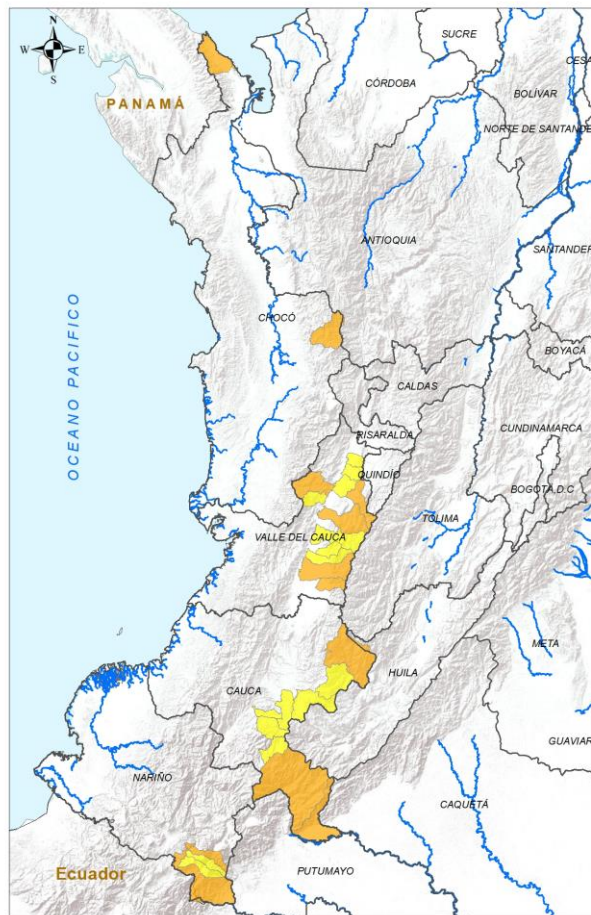 N
W E
S
SUCRE
CESA
CÓRDOBA
PANAMÁ
BOLÍVAR
NORTE DE SANTANDE
ANTIOQUIA
SANTANDER
OCEANO PACIFICO
CHOCÓ
BOYACÁ
CALDAS
CUNDINAMARCA
RISARALDA
QUINDÍO
BOGOTÁ D.C
TOLIMA
VALLE DEL CAUCA
META
HUILA
CAUCA
GUAVIAR
NARIÑO
CAQUETÁ
Ecuador
PUTUMAYO